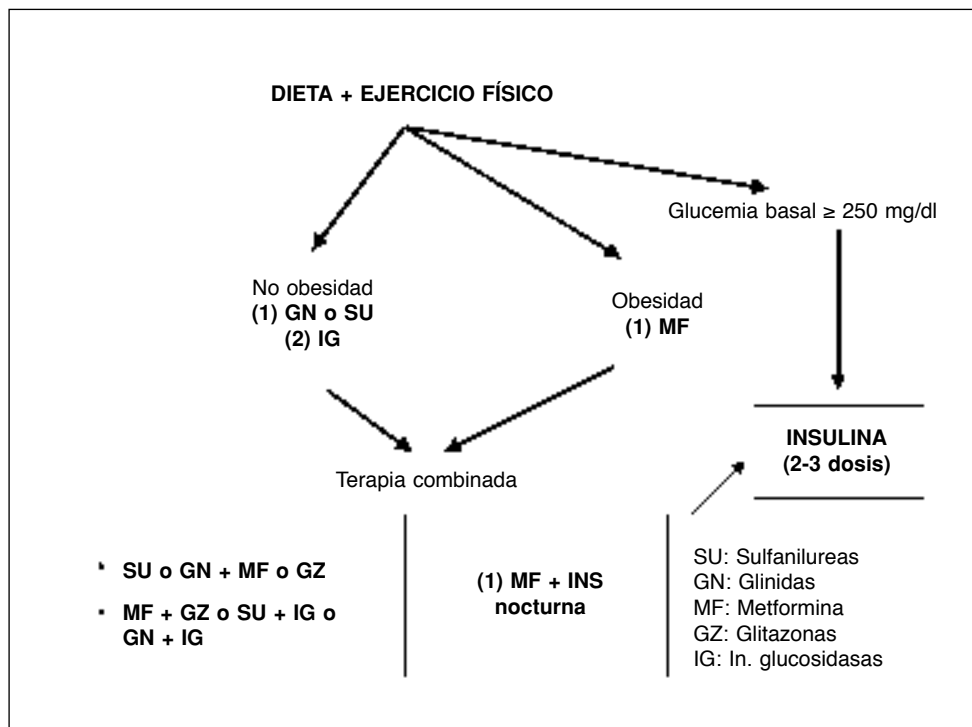 DIETA + EJERCICIO FÍSICO
Glucemia basal ≥ 250 mg/dl
No obesidad
(1) GN o SU
(2) IG
Obesidad
(1) MF
INSULINA
(2-3 dosis)
Terapia combinada
SU o GN + MF o GZ
MF + GZ o SU + IG o
GN + IG
(1) MF + INS
nocturna
SU: Sulfanilureas
GN: Glinidas
MF: Metformina
GZ: Glitazonas
IG: In. glucosidasas